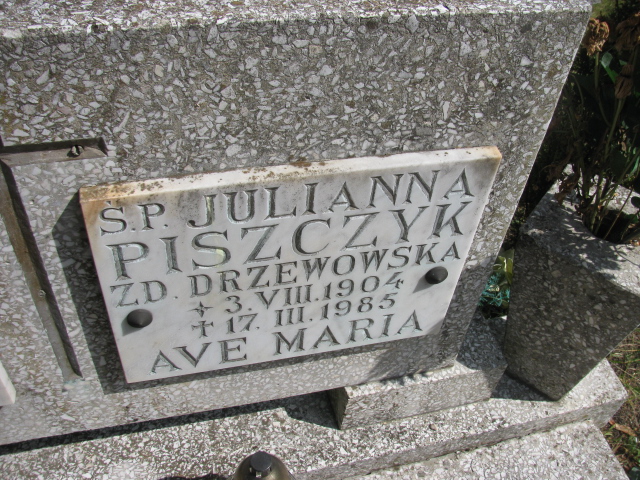 Ś.P. JULIANNA
PISZCZYK
ZD. DRZEWOWSKA
+ 3.VIII.1904
+ 17.III.1985
AVE MARIA